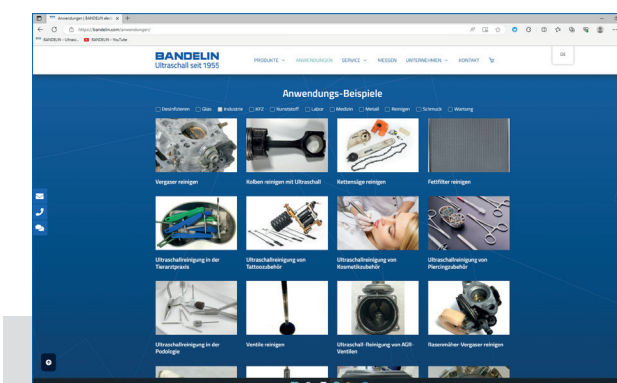 Anwendungen | BANDELIN elec
https://bandelin.com/anwendungen/
BANDELIN - Ultras... BANDELIN - YouTube
BANDELIN
Ultraschall seit 1955
PRODUKTE ANWENDUNGEN SERVICE MESSEN UNTERNEHMEN KONTAKT
Anwendungs-Beispiele
Desinfizieren Glas Industrie KFZ Kunststoff Labor Medizin Metall Reinigen Schmuck Wartung
Vergaser reinigen
Kolben reinigen mit Ultraschall
Kettensäge reinigen
Fettfilter reinigen
Ultraschallreinigung in der
Tierarztpraxis
Ultraschallreinigung von
Tattoozubehör
Ultraschallreinigung von
Kosmetikzubehör
Ultraschallreinigung von
Piercingzubehör
Ultraschallreinigung in der
Podologie
Ventile reinigen
Ultraschall-Reinigung von AGR-
Ventilen
Rasenmäher-Vergaser reinigen